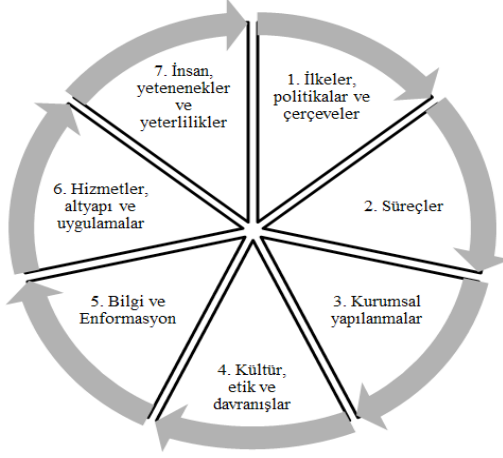 1. İlkeler,
politikalar ve
çerçeveler
2. Süreçler
3. Kurumsal
yapılanmalar
4. Kültür,
etik ve
davranışlar
5. Bilgi ve
Enformasyon
6. Hizmetler,
altyapı ve
uygulamalar
7. İnsan,
yetenenekler
ve
yeterlilikler